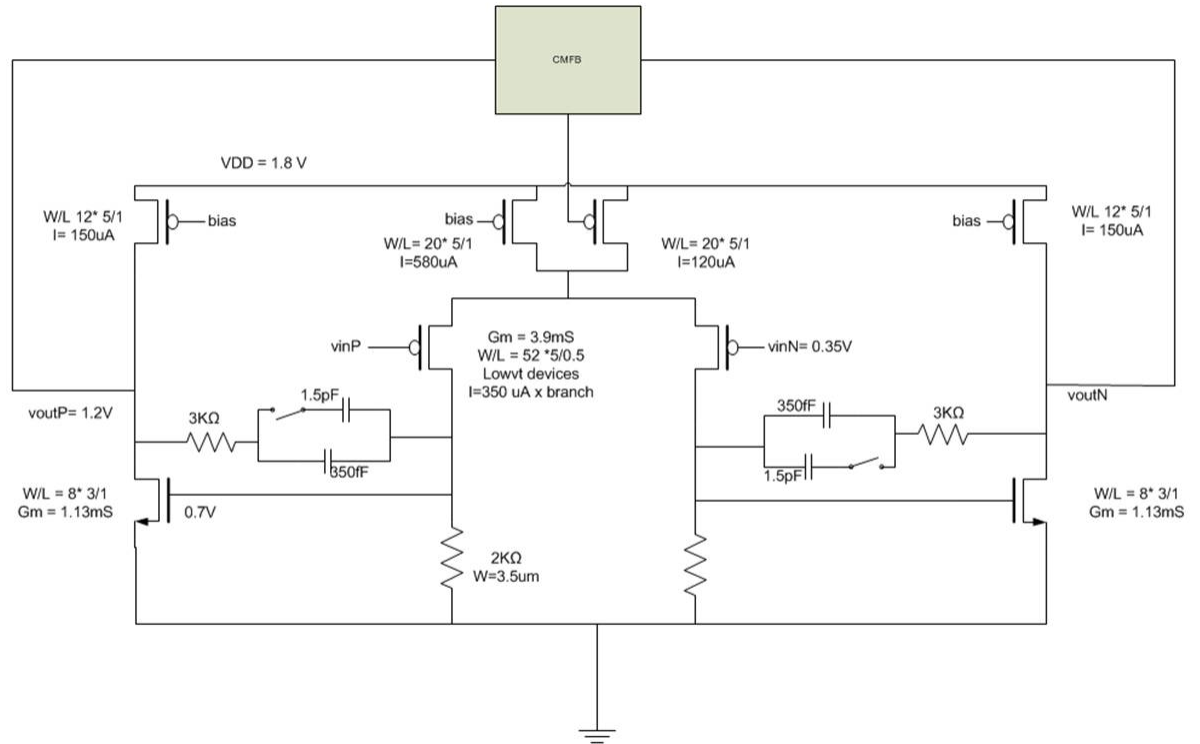 CMFB
VDD = 1.8 V
W/L 12* 5/1
I= 150uA
bias
bias
W/L= 20* 5/1
I=580uA
W/L= 20* 5/1
I=120uA
bias
W/L 12* 5/1
I= 150uA
vinP
Gm = 3.9mS
W/L = 52 *5/0.5
Lowvt devices
I=350 uA x branch
vinN= 0.35V
voutP= 1.2V
3KΩ
1.5pF
350fF
350fF
1.5pF
3KΩ
voutN
W/L = 8* 3/1
Gm = 1.13mS
0.7V
2KΩ
W=3.5um
W/L = 8* 3/1
Gm = 1.13mS